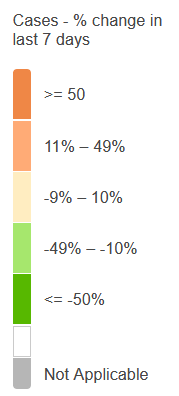 Cases - % change in
last 7 days
>= 50
11% – 49%
-9% – 10%
-49% – -10%
<= -50%
Not Applicable